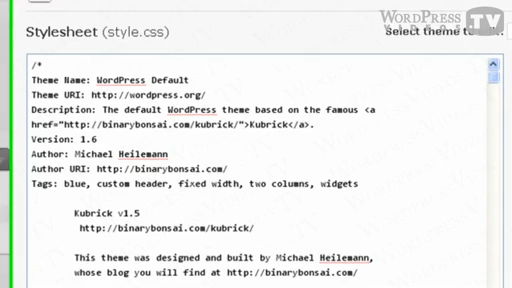 WORDPRESS
VIDEOS
TV
Stylesheet (style.css)
Select theme to
/*
Theme Name: WordPress Default
Theme URI: http://wordpress.org/
Description: The default WordPress theme based on the famous <a
href="http://binarybonsai.com/kubrick/">Kubrick</a>.
Version: 1.6
Author: Michael Heilemann
Author URI: http://binarybonsai.com/
Tags: blue, custom header, fixed width, two columns, widgets
Kubrick v1.5
http://binarybonsai.com/kubrick/
This theme was designed and built by Michael Heilemann,
whose blog you will find at http://binarybonsai.com/